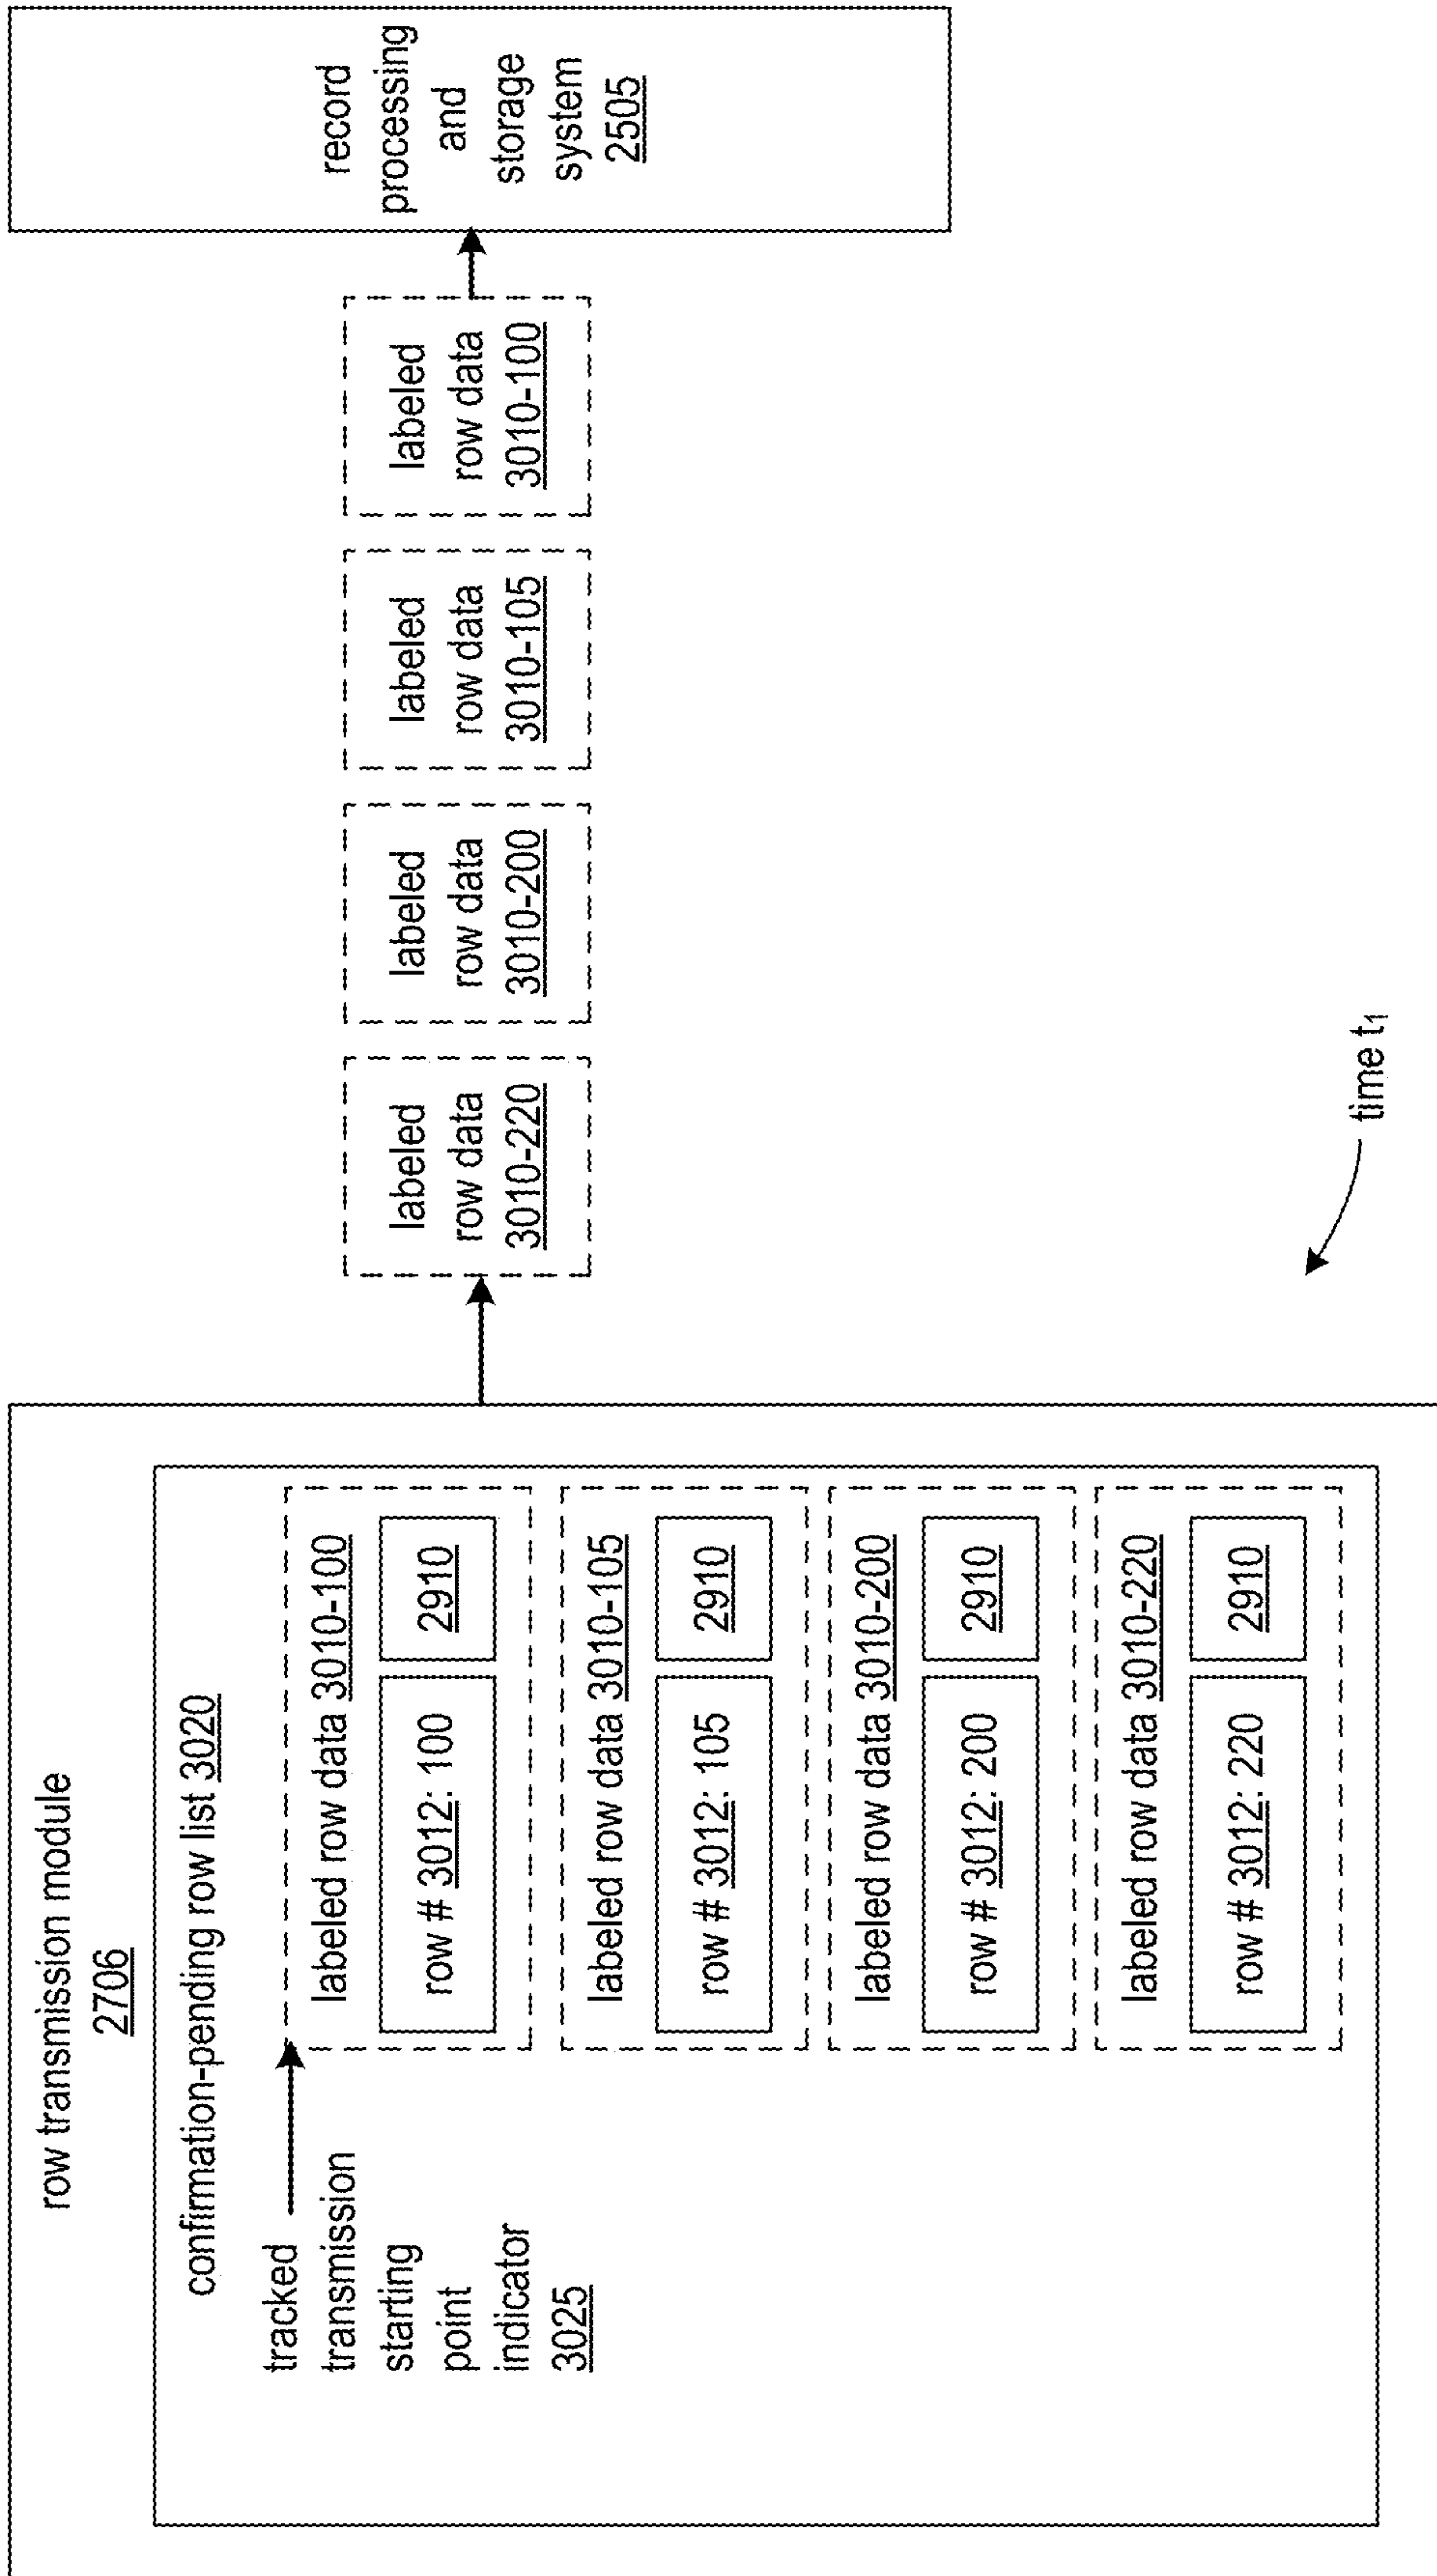 row transmission module
2706
confirmation-pending row list 3020
tracked
transmission
starting
point
indicator
3025
labeled row data 3010-100
row # 3012: 100
2910
labeled row data 3010-105
row # 3012: 105
2910
labeled row data 3010-200
row # 3012: 200
2910
labeled row data 3010-220
row # 3012: 220
2910
labeled
row data
3010-220
labeled
row data
3010-200
labeled
row data
3010-105
labeled
row data
3010-100
record
processing
and
storage
system
2505
time t₁